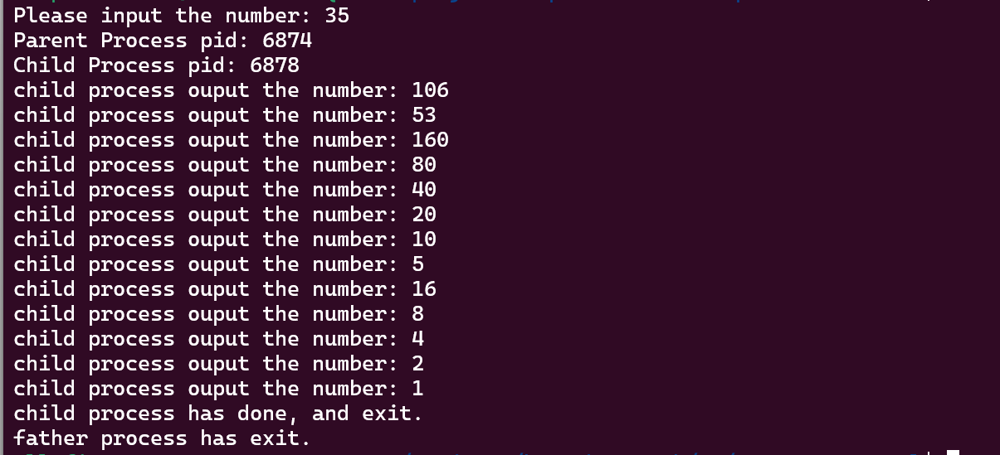 Please input the number: 35
Parent Process pid: 6874
Child Process pid: 6878
child process ouput the number: 106
child process ouput the number: 53
child process ouput the number: 160
child process ouput the number: 80
child process ouput the number: 40
child process ouput the number: 20
child process ouput the number: 10
child process ouput the number: 5
child process ouput the number: 16
child process ouput the number: 8
child process ouput the number: 4
child process ouput the number: 2
child process ouput the number: 1
child process has done, and exit.
father process has exit.